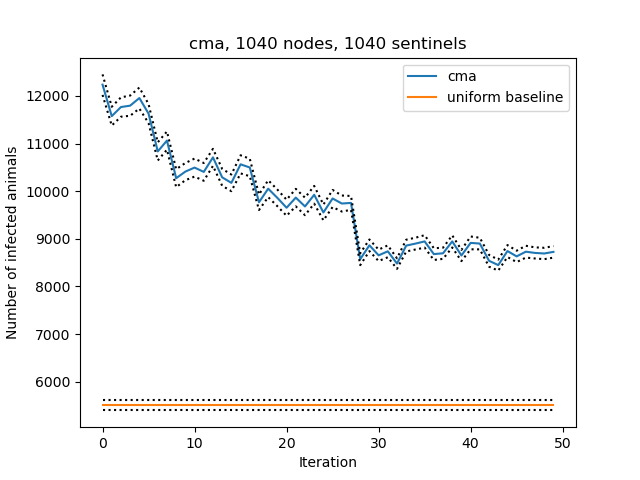 cma, 1040 nodes, 1040 sentinels
cma
uniform baseline
Number of infected animals
12000
11000
10000
9000
8000
7000
6000
0 10 20 30 40 50
Iteration